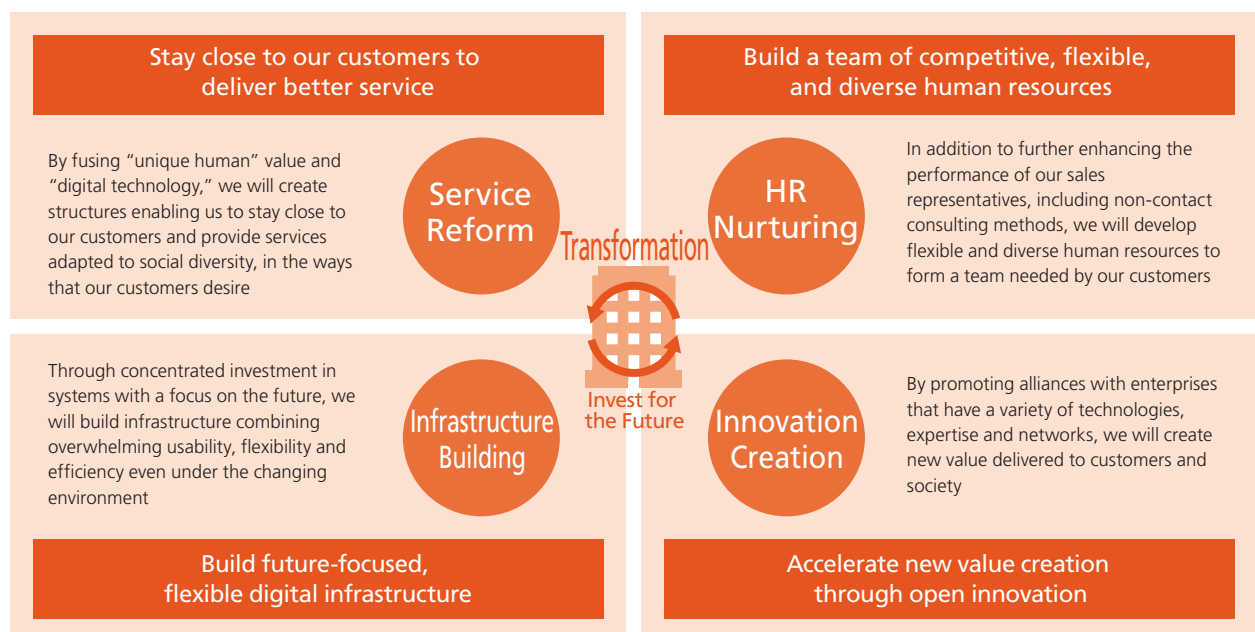 Stay close to our customers to
deliver better service
By fusing “unique human” value and
“digital technology,” we will create
structures enabling us to stay close to
our customers and provide services
adapted to social diversity, in the ways
that our customers desire
Service
Reform
Build a team of competitive, flexible,
and diverse human resources
HR
Nurturing
In addition to further enhancing the
performance of our sales
representatives, including non-contact
consulting methods, we will develop
flexible and diverse human resources to
form a team needed by our customers
Transformation
Invest for
the Future
Through concentrated investment in
systems with a focus on the future, we
will build infrastructure combining
overwhelming usability, flexibility and
efficiency even under the changing
environment
Infrastructure
Building
Build future-focused,
flexible digital infrastructure
Innovation
Creation
By promoting alliances with enterprises
that have a variety of technologies,
expertise and networks, we will create
new value delivered to customers and
society
Accelerate new value creation
through open innovation